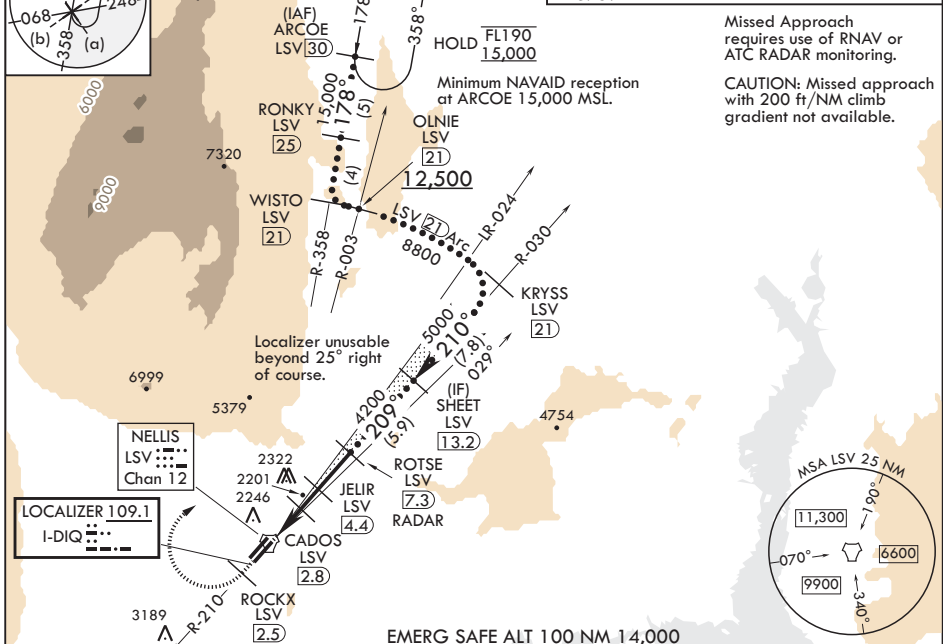 068
246°
(b)
(a)
358
(IAF)
ARCOE
LSV 30
178
358°
HOLD FL190
15,000
Missed Approach
requires use of RNAV or
ATC RADAR monitoring.
CAUTION: Missed approach
with 200 ft/NM climb
gradient not available.
Minimum NAVAID reception
at ARCOE 15,000 MSL.
6000
9000
7320
15,000
178°
(5)
RONKY
LSV
25
OLNIE
LSV
21
12,500
(4)
WISTO
LSV
21
LSV 21 Arc
8800
LR-024
R-030
R-358
R-003
KRYSS
LSV
21
Localizer unusable
beyond 25° right
of course.
5000
210°
(7.8)
029°
(IF)
SHEET
LSV
13.2
6999
5379
4200
209°
(5.9)
4754
NELLIS
LSV
Chan 12
2322
2201
2246
ROTSE
LSV
7.3
RADAR
JELIR
LSV
4.4
LOCALIZER 109.1
I-DIQ
CADOS
LSV
2.8
ROCKX
LSV
2.5
R-210
3189
MSA LSV 25 NM
190°
11,300
070°
6600
9900
340°
EMERG SAFE ALT 100 NM 14,000